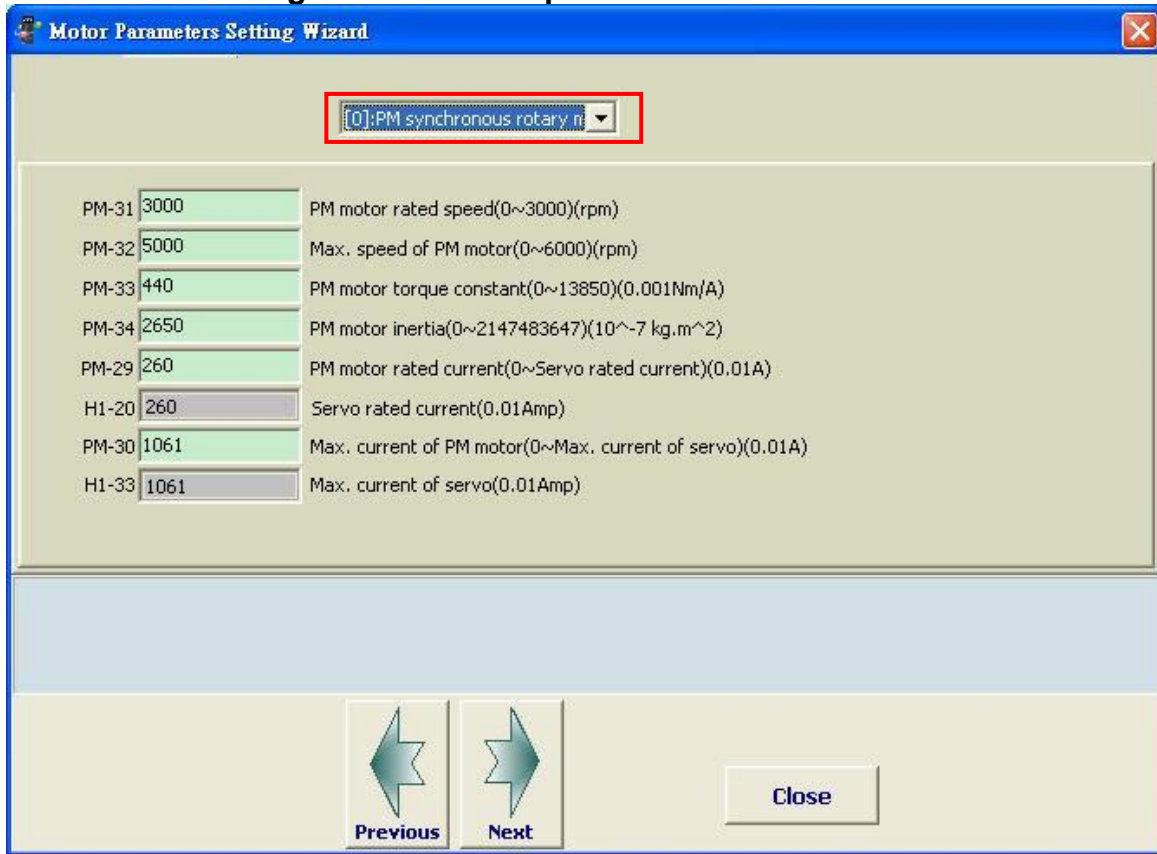 Motor Parameters Setting Wizard
[0]:PM synchronous rotary
PM-31 3000 PM motor rated speed(0~3000)(rpm)
PM-32 5000 Max. speed of PM motor(0~6000)(rpm)
PM-33 440 PM motor torque constant(0~13850)(0.001Nm/A)
PM-34 2650 PM motor inertia(0~2147483647)(10^-7 kg.m^2)
PM-29 260 PM motor rated current(0~Servo rated current)(0.01A)
H1-20 260 Servo rated current(0.01Amp)
PM-30 1061 Max. current of PM motor(0~Max. current of servo)(0.01A)
H1-33 1061 Max. current of servo(0.01Amp)
Close
Previous Next